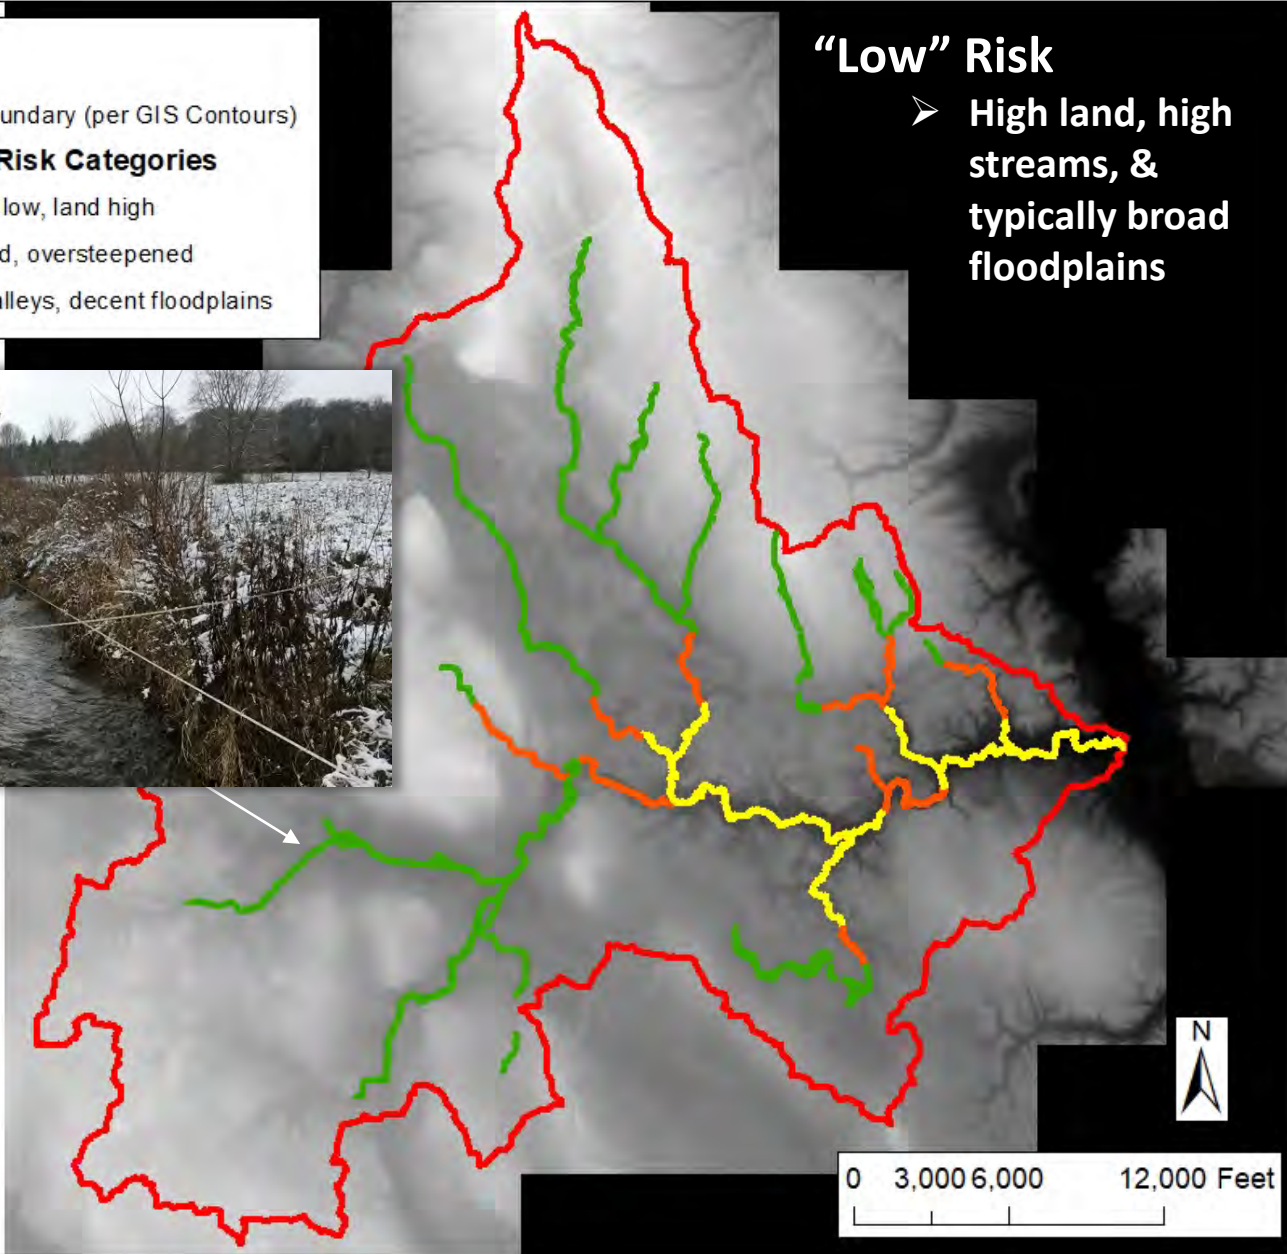 undary (per GIS Contours)
Risk Categories
low, land high
d, oversteepened
lleys, decent floodplains
“Low” Risk
➢ High land, high
streams, &
typically broad
floodplains
N
0 3,000 6,000 12,000 Feet